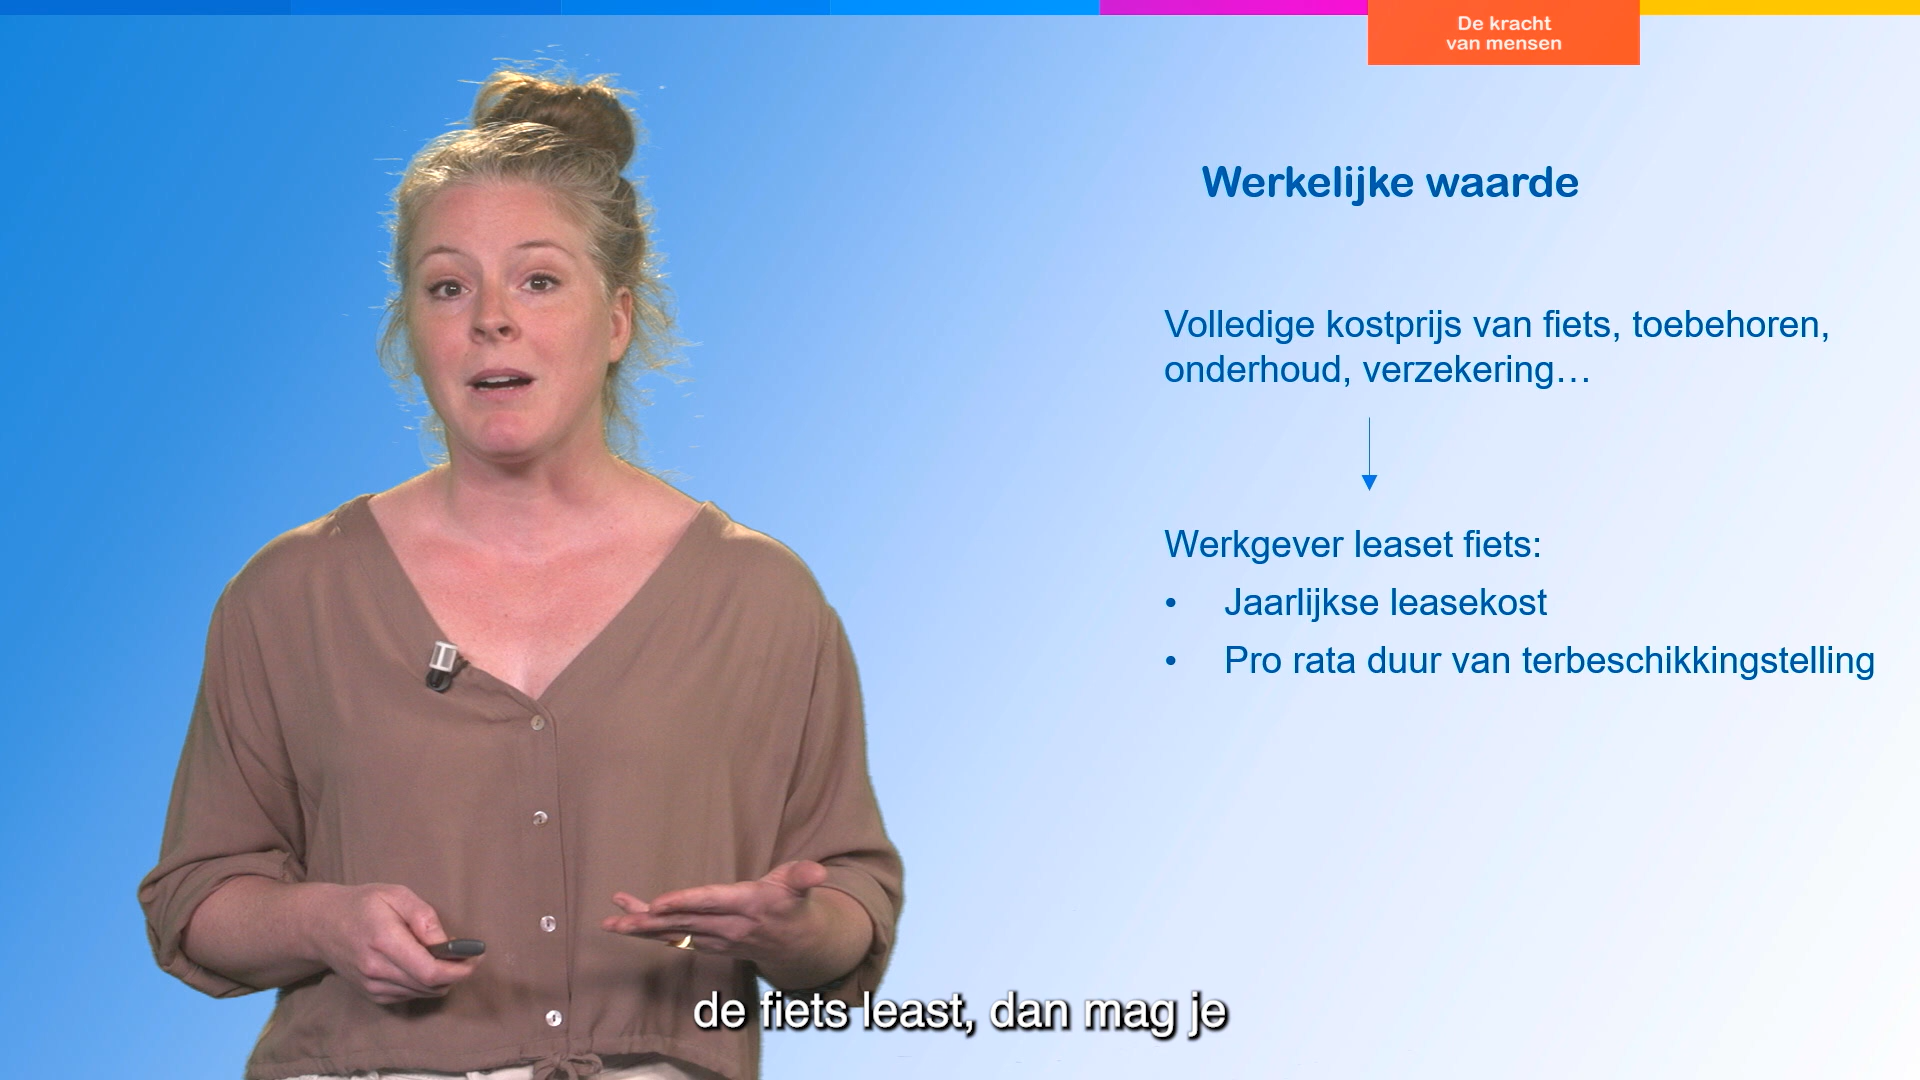 De kracht
van mensen
Werkelijke waarde
Volledige kostprijs van fiets, toebehoren,
onderhoud, verzekering…
Werkgever leaset fiets:
• Jaarlijkse leasekost
• Pro rata duur van terbeschikkingstelling
de fiets least, dan mag je